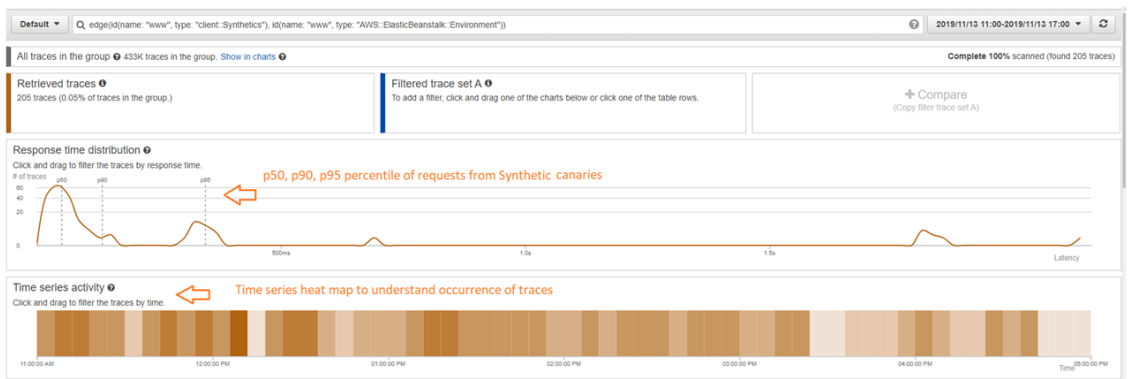 Default
edge(id(name: "www", type: "client::Synthetics"), id(name: "www", type: "AWS::ElasticBeanstalk::Environment"))
2019/11/13 11:00-2019/11/13 17:00
All traces in the group 433K traces in the group. Show in charts
Complete 100% scanned (found 205 traces)
Retrieved traces
205 traces (0.05% of traces in the group.)
Filtered trace set A
To add a filter, click and drag one of the charts below or click one of the table rows.
+ Compare
(Copy filter trace set A)
Response time distribution
Click and drag to filter the traces by response time.
# of traces
p50 p90 p95
p50, p90, p95 percentile of requests from Synthetic canaries
60
40
20
0
500ms 1.0s 1.5s
Latency
Time series activity
Time series heat map to understand occurrence of traces
Click and drag to filter the traces by time.
11:00:00 AM 12:00:00 PM 01:00:00 PM 02:00:00 PM 03:00:00 PM 04:00:00 PM 05:00:00 PM
Time